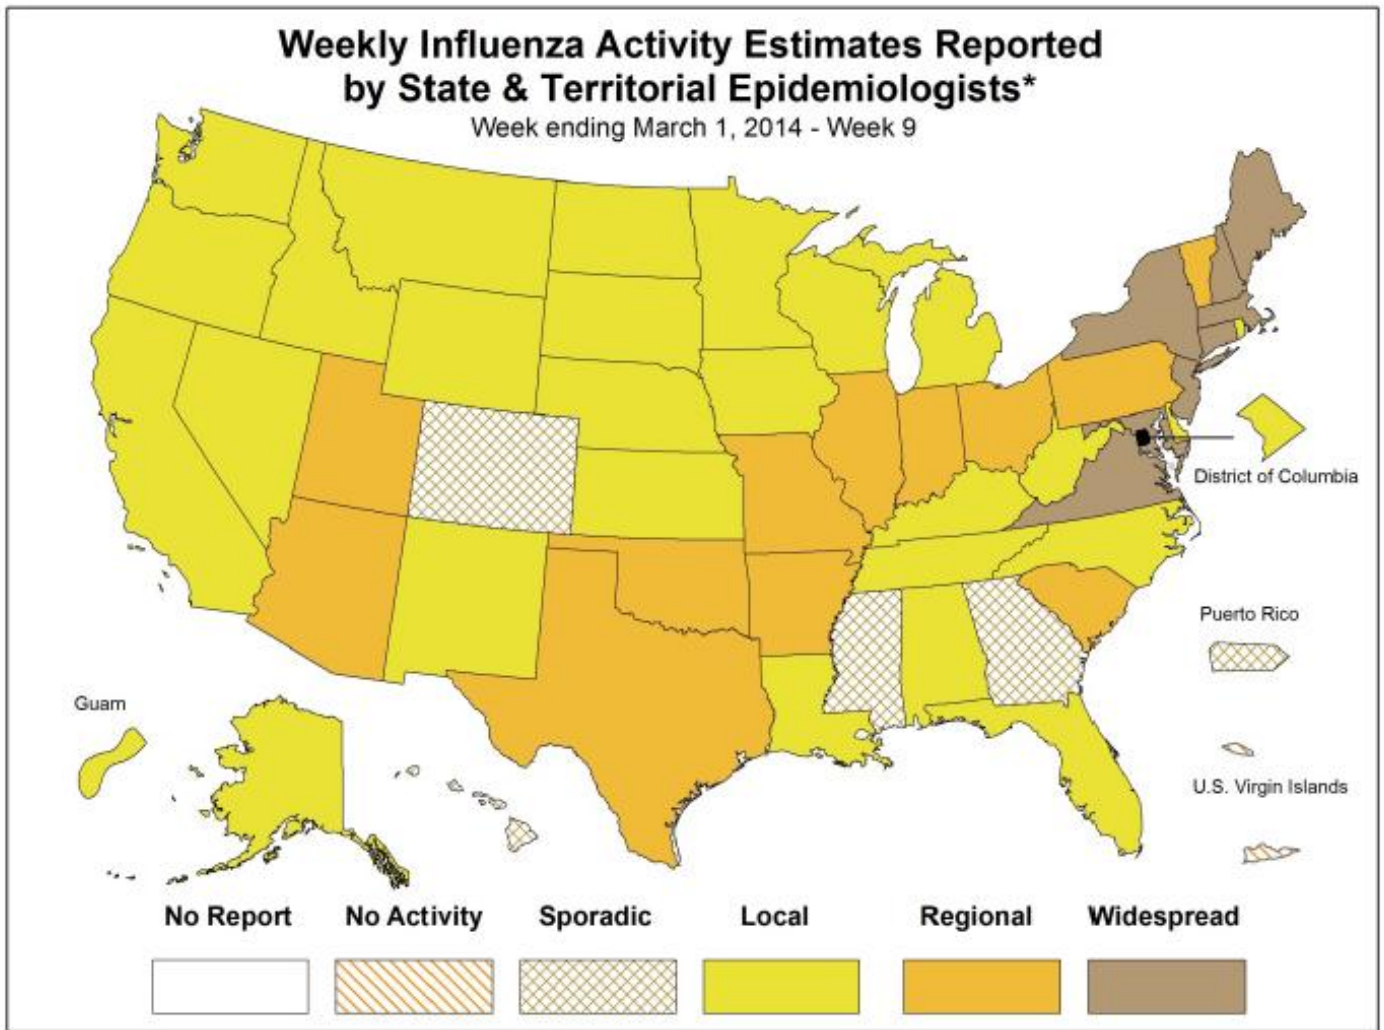 Weekly Influenza Activity Estimates Reported
by State & Territorial Epidemiologists*
Week ending March 1, 2014 - Week 9
District of Columbia
Puerto Rico
Guam
U.S. Virgin Islands
No Report No Activity Sporadic Local Regional Widespread